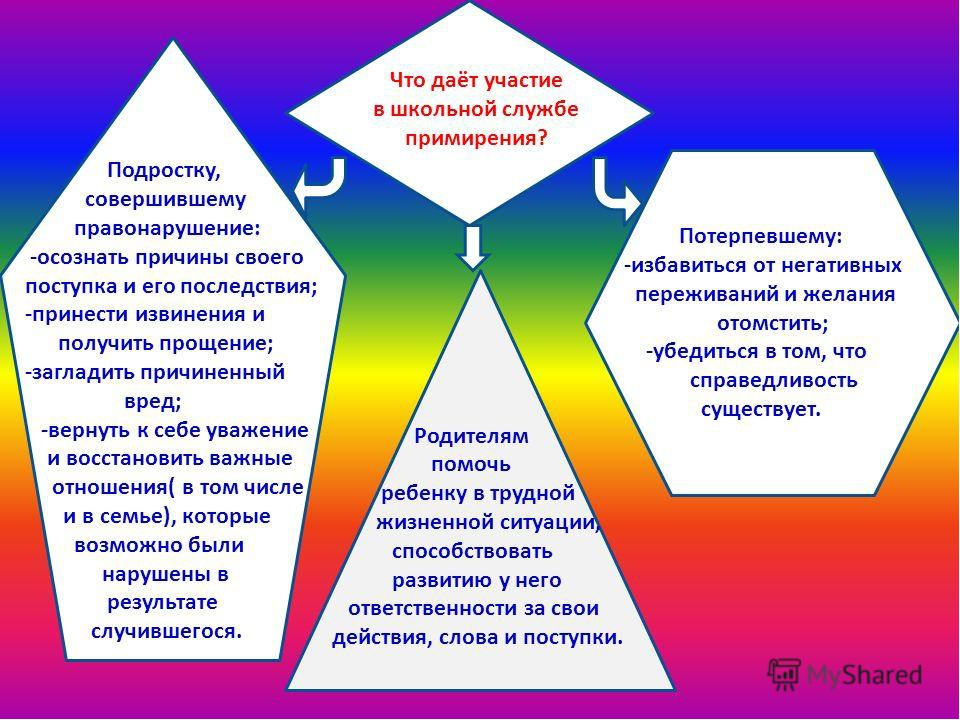 Что даёт участие
в школьной службе
примирения?
Подростку,
совершившему
правонарушение:
-осознать причины своего
поступка и его последствия;
-принести извинения и
получить прощение;
-загладить причиненный
вред;
-вернуть к себе уважение
и восстановить важные
отношения( в том числе
и в семье), которые
возможно были
нарушены в
результате
случившегося.
Родителям
помочь
ребенку в трудной
жизненной ситуации,
способствовать
развитию у него
ответственности за свои
действия, слова и поступки.
Потерпевшему:
-избавиться от негативных
переживаний и желания
отомстить;
-убедиться в том, что
справедливость
существует.
MyShared